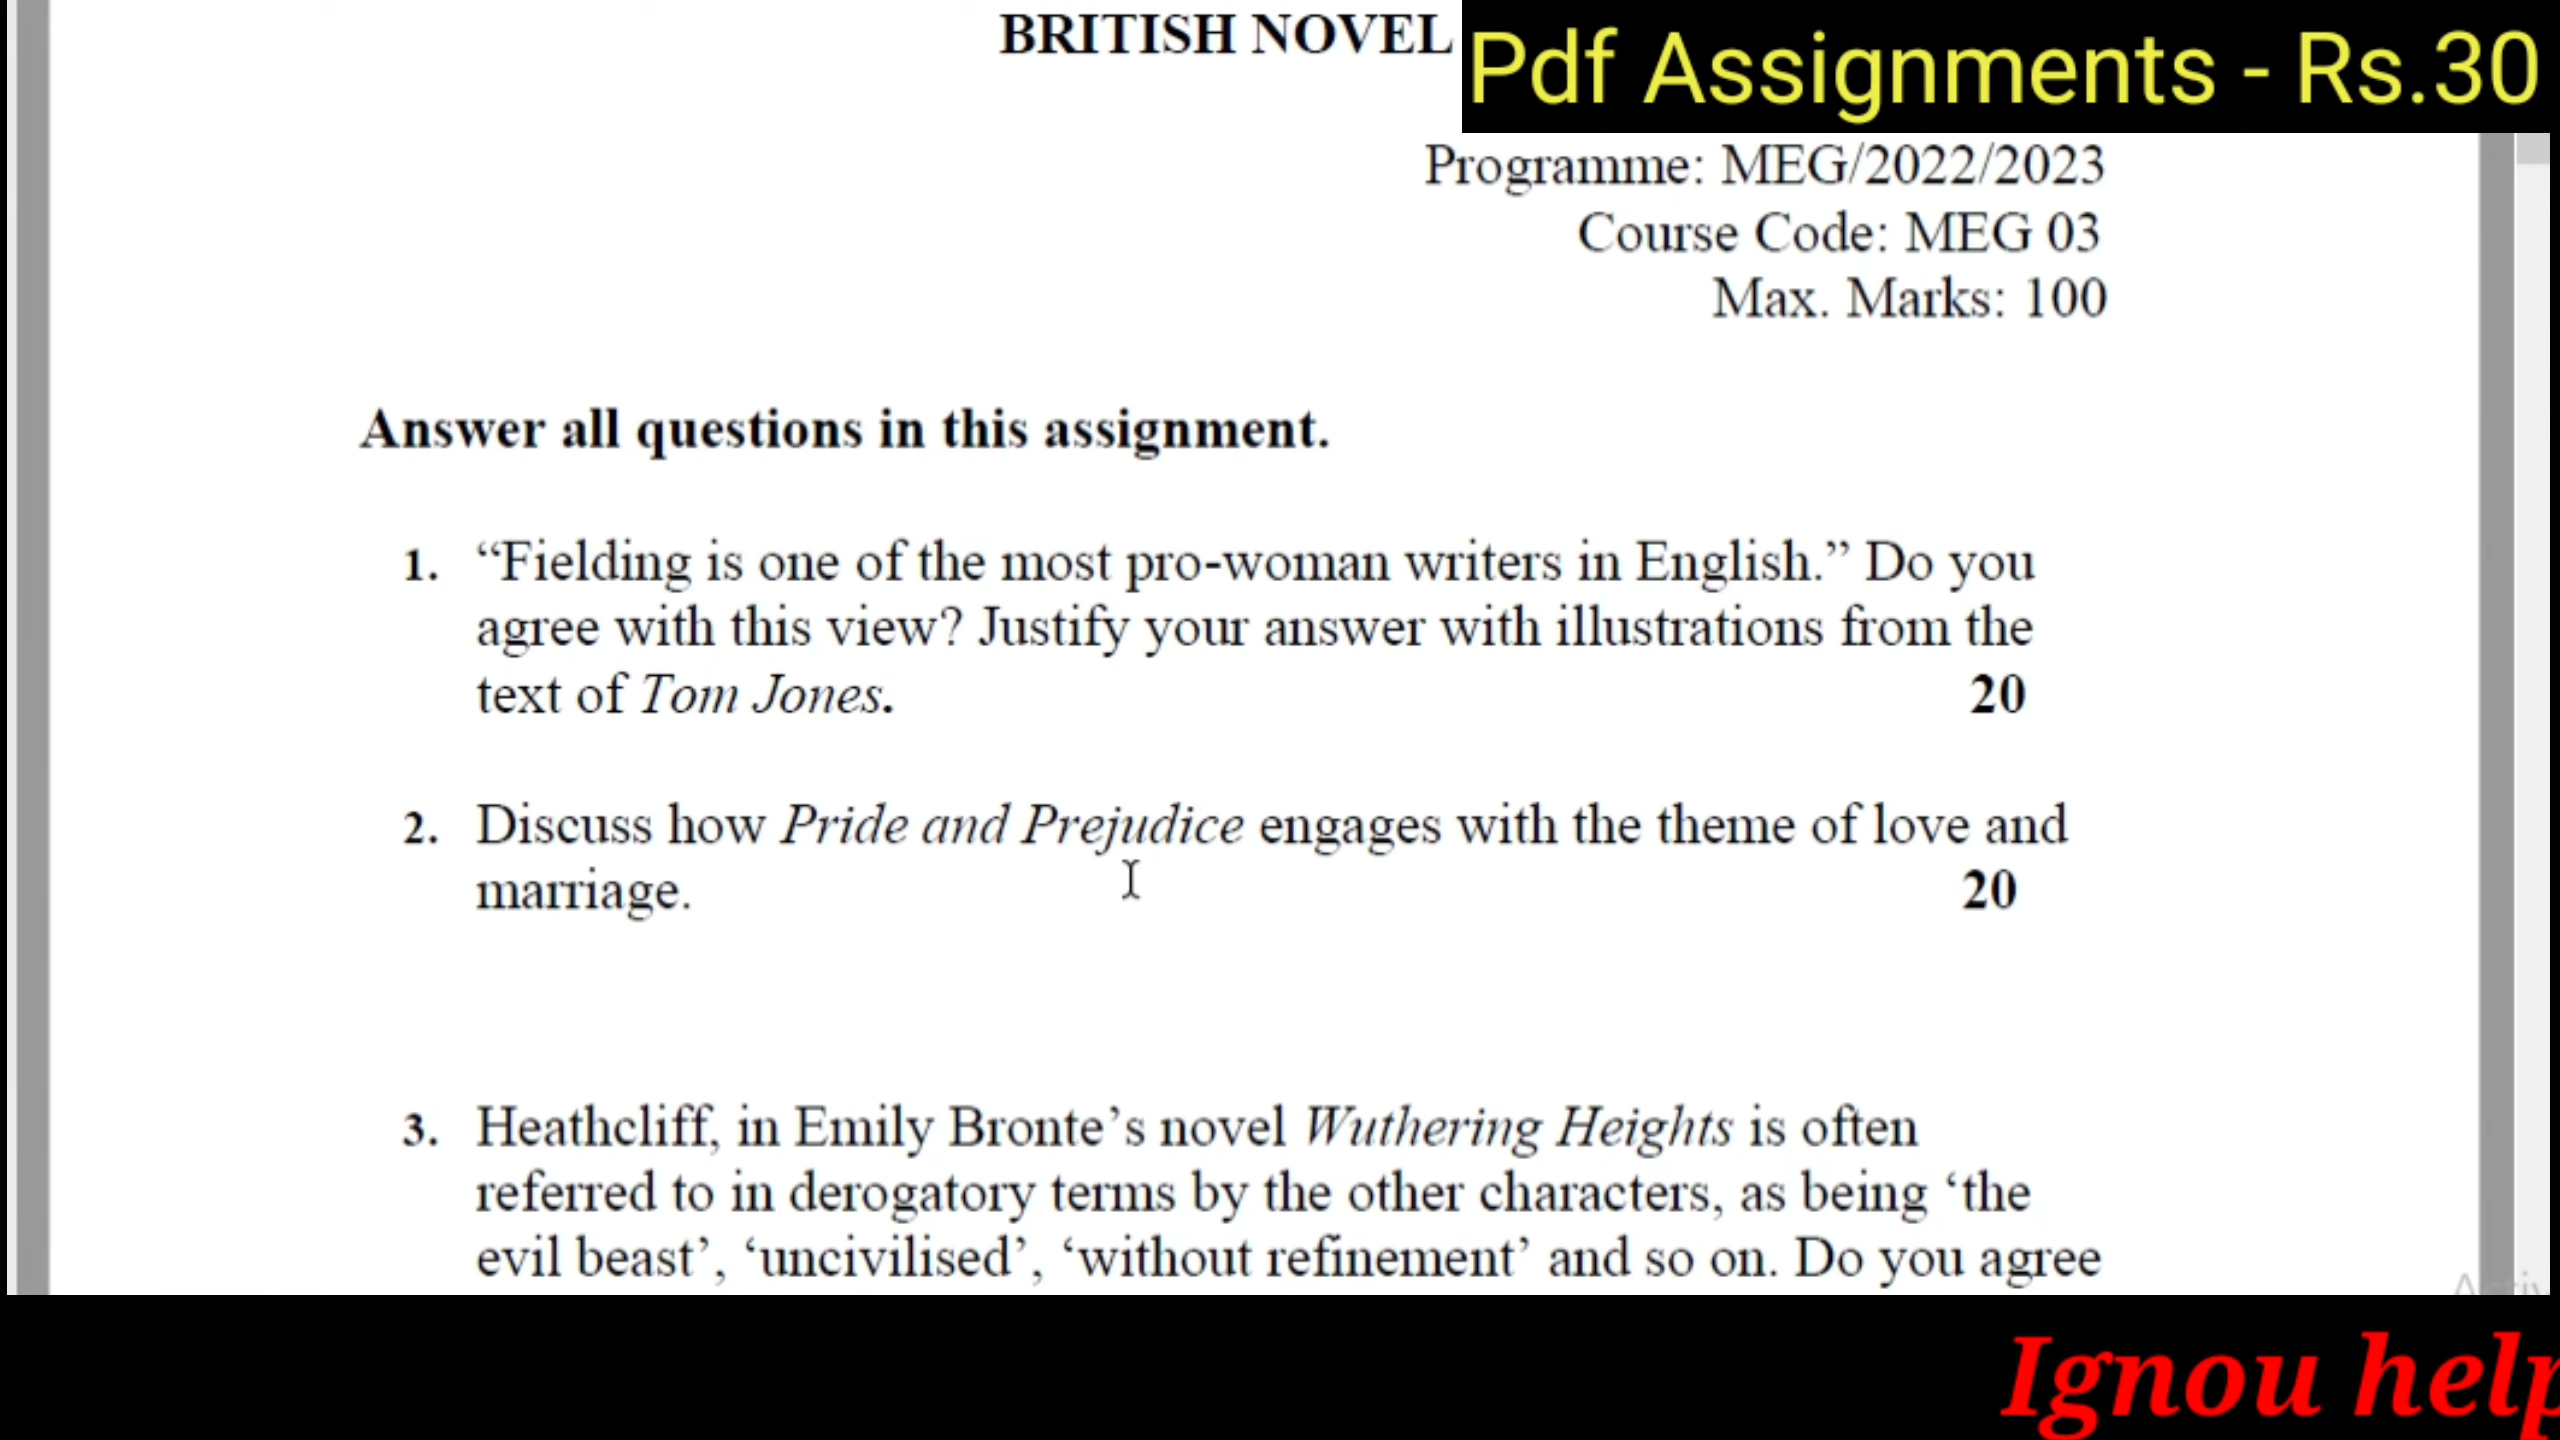 BRITISH NOVEL
Pdf Assignments - Rs.30
Programme: MEG/2022/2023
Course Code: MEG 03
Max. Marks: 100
Answer all questions in this assignment.
1. “Fielding is one of the most pro-woman writers in English.” Do you
agree with this view? Justify your answer with illustrations from the
text of Tom Jones. 20
2. Discuss how Pride and Prejudice engages with the theme of love and
marriage. 20
3. Heathcliff, in Emily Bronte’s novel Wuthering Heights is often
referred to in derogatory terms by the other characters, as being ‘the
evil beast’, ‘uncivilised’, ‘without refinement’ and so on. Do you agree
Ignou help